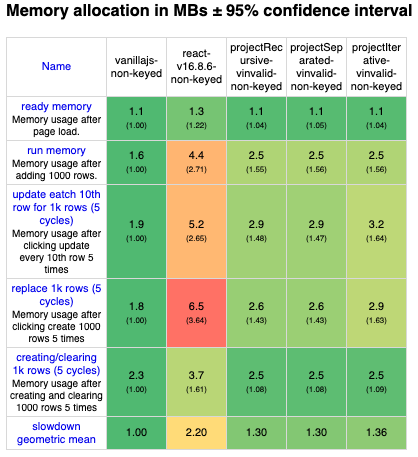 Memory allocation in MBs ± 95% confidence interval
Name
vanillajs-
non-keyed
react-
v16.8.6-
non-keyed
projectRec
ursive-
vinvalid-
non-keyed
projectSep
arated-
vinvalid-
non-keyed
projectIter
ative-
vinvalid-
non-keyed
ready memory
Memory usage after
page load.
1.1
(1.00)
1.3
(1.22)
1.1
(1.04)
1.1
(1.05)
1.1
(1.04)
run memory
Memory usage after
adding 1000 rows.
1.6
(1.00)
4.4
(2.71)
2.5
(1.55)
2.5
(1.56)
2.5
(1.56)
update eatch 10th
row for 1k rows (5
cycles)
Memory usage after
clicking update
every 10th row 5
times
1.9
(1.00)
5.2
(2.65)
2.9
(1.48)
2.9
(1.47)
3.2
(1.64)
replace 1k rows (5
cycles)
Memory usage after
clicking create 1000
rows 5 times
1.8
(1.00)
6.5
(3.64)
2.6
(1.43)
2.6
(1.43)
2.9
(1.63)
creating/clearing
1k rows (5 cycles)
Memory usage after
creating and clearing
1000 rows 5 times
2.3
(1.00)
3.7
(1.61)
2.5
(1.08)
2.5
(1.08)
2.5
(1.09)
slowdown
geometric mean
1.00
2.20
1.30
1.30
1.36